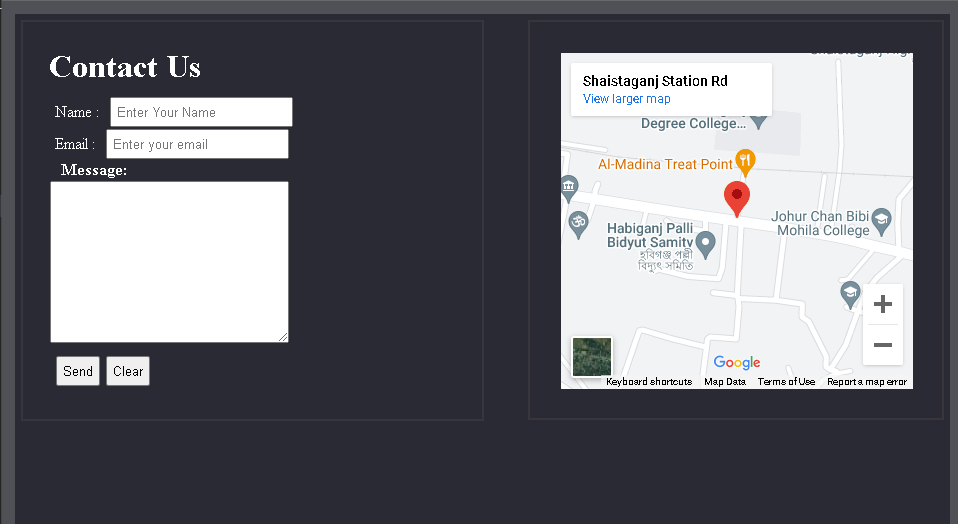 Contact Us
Name :
Enter Your Name
Email :
Enter your email
Message:
Send
Clear
Shaistaganj Station Rd
View larger map
Degree College...
Al-Madina Treat Point
Johur Chan Bibi
Mohila College
Habiganj Palli
Bidyut Samity
হবিগঞ্জ পল্লী
বিদ্যুৎ সমিতি
Google
Keyboard shortcuts
Map Data
Terms of Use
Report a map error